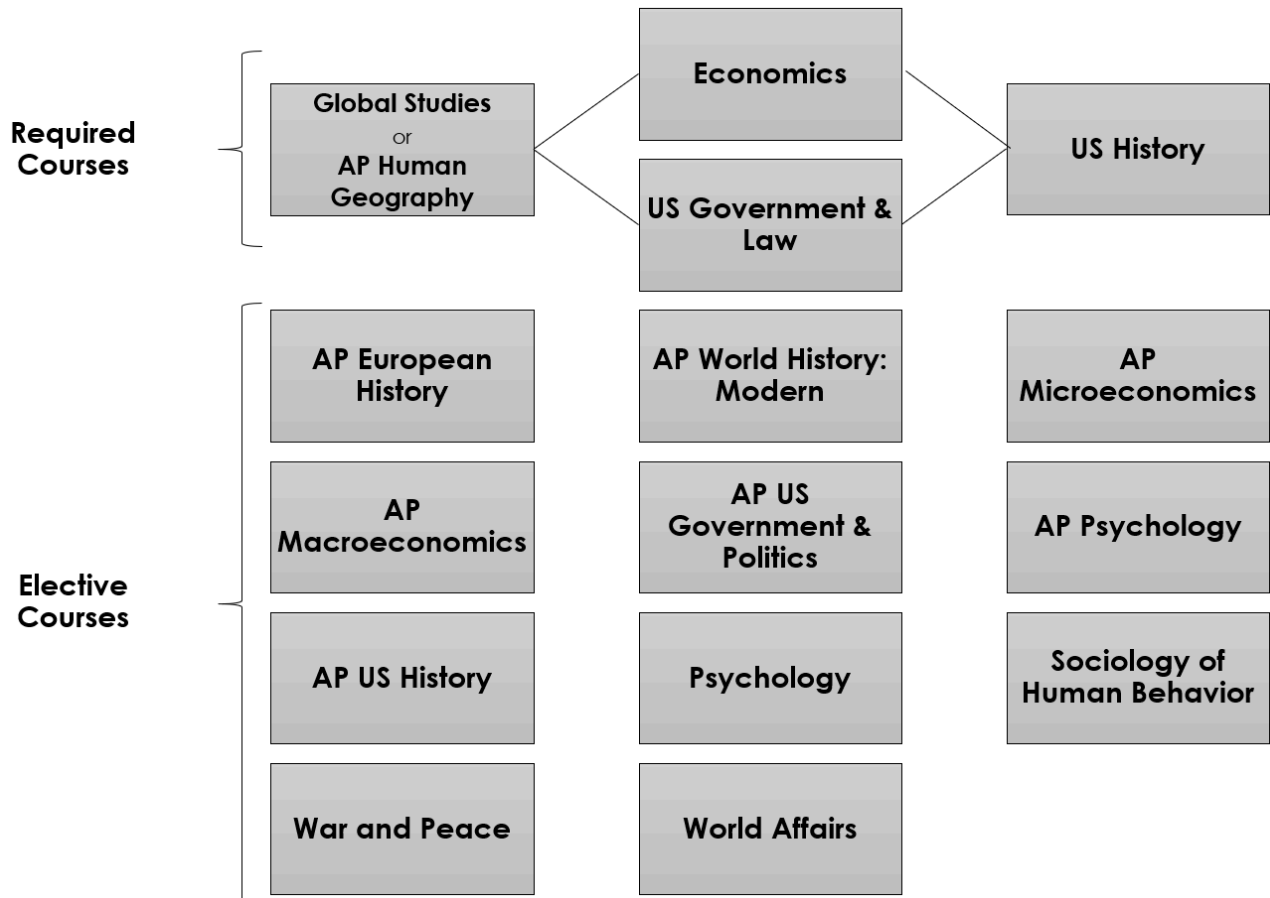 Required
Courses
Global Studies
or
AP Human
Geography
Economics
US Government &
Law
US History
Elective
Courses
AP European
History
AP World History:
Modern
AP
Microeconomics
AP
Macroeconomics
AP US
Government &
Politics
AP Psychology
AP US History
Psychology
Sociology of
Human Behavior
War and Peace
World Affairs